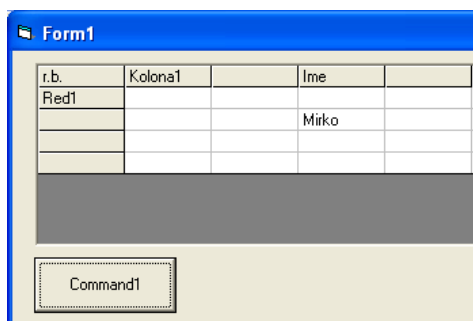 Form1
r.b. Kolona1 Ime
Red1
Mirko
Command1